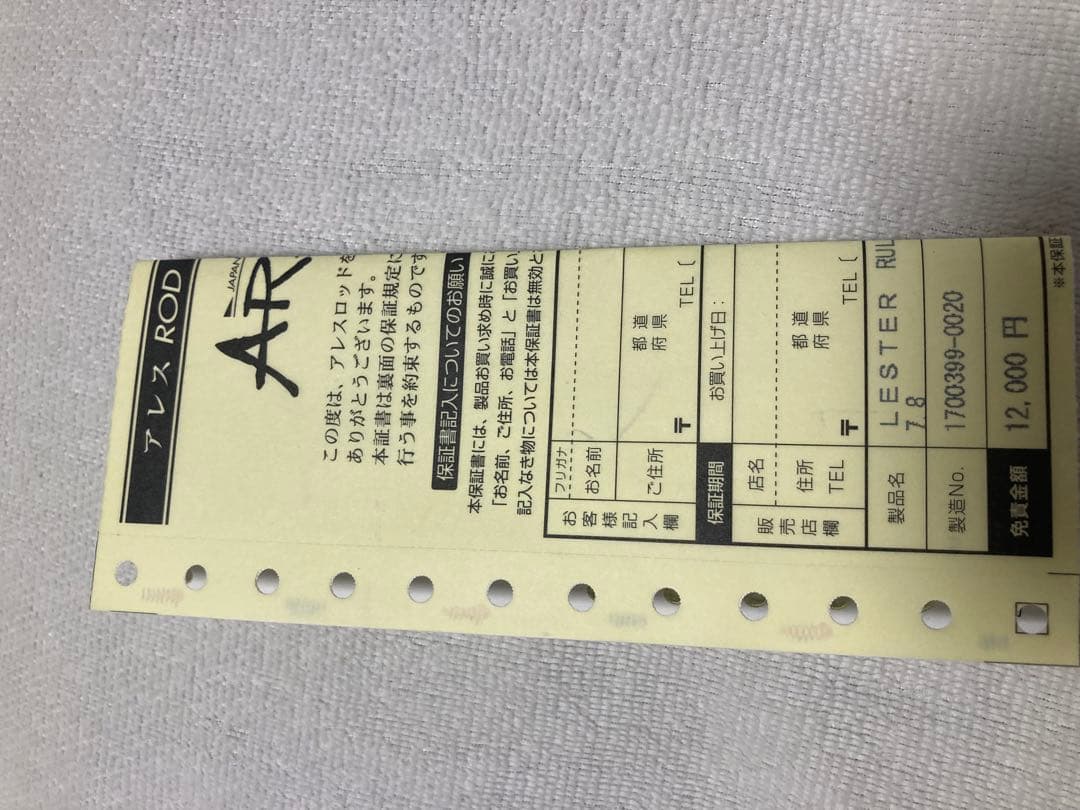 アレス ROD
JAPAN
AR
この度は、アレスロッドを
ありがとうございます。
本証書は裏面の保証規定に
行う事を約束するものです
保証書記入についてのお願い
本保証書には、製品お買い求め時に誠に
「お名前、ご住所、お電話」と「お買い
記入なき物については本保証書は無効と
お客様記入欄
フリガナ
お名前
ご住所
〒
都道
府県
TEL (
保証期間
お買い上げ日:
販売店欄
店名
住所
TEL
〒
都道
府県
TEL (
製品名
LESTER RUL
7.8
製造No.
1700399-0020
免責金額
12,000 円
※本保証